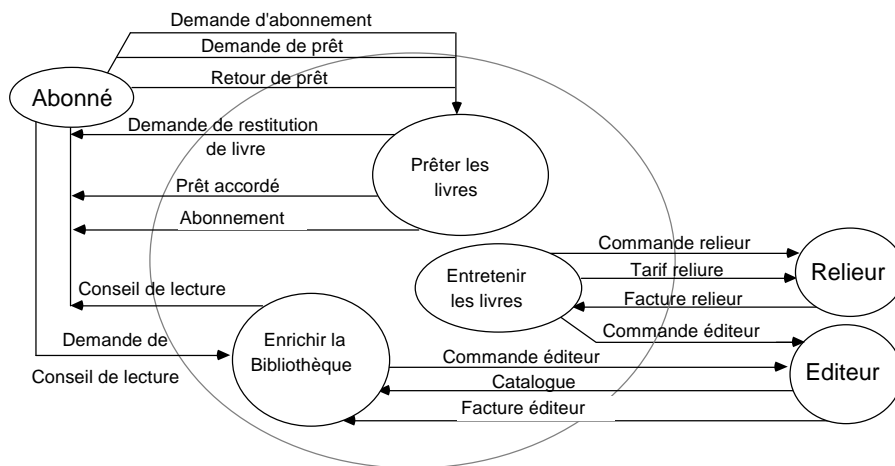 Demande d'abonnement
Demande de prêt
Retour de prêt
Abonné
Demande de restitution
de livre
Prêter les
livres
Prêt accordé
Abonnement
Commande relieur
Tarif reliure
Relieur
Entretenir
les livres
Facture relieur
Conseil de lecture
Commande éditeur
Enrichir la
Bibliothèque
Demande de
Conseil de lecture
Commande éditeur
Catalogue
Editeur
Facture éditeur